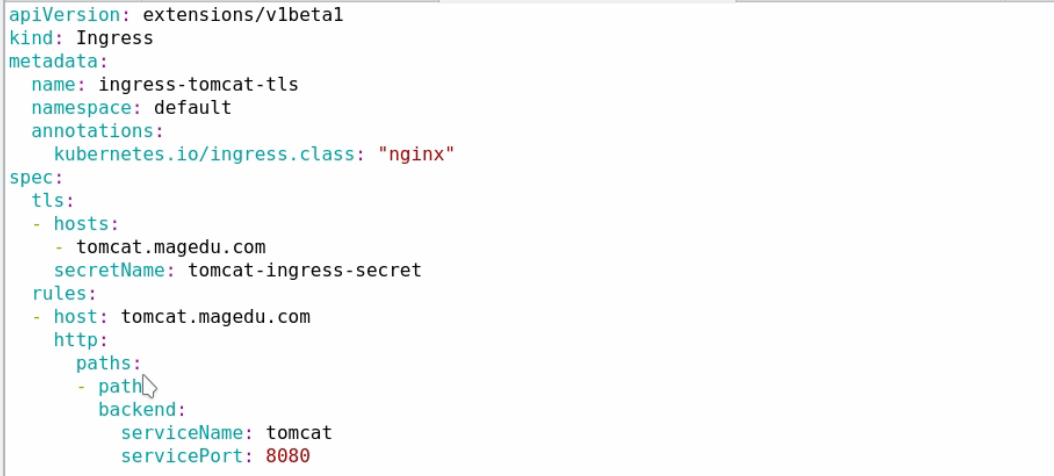 apiVersion: extensions/v1beta1
kind: Ingress
metadata:
  name: ingress-tomcat-tls
  namespace: default
  annotations:
    kubernetes.io/ingress.class: "nginx"
spec:
  tls:
  - hosts:
    - tomcat.magedu.com
    secretName: tomcat-ingress-secret
  rules:
  - host: tomcat.magedu.com
    http:
      paths:
      - path
        backend:
          serviceName: tomcat
          servicePort: 8080